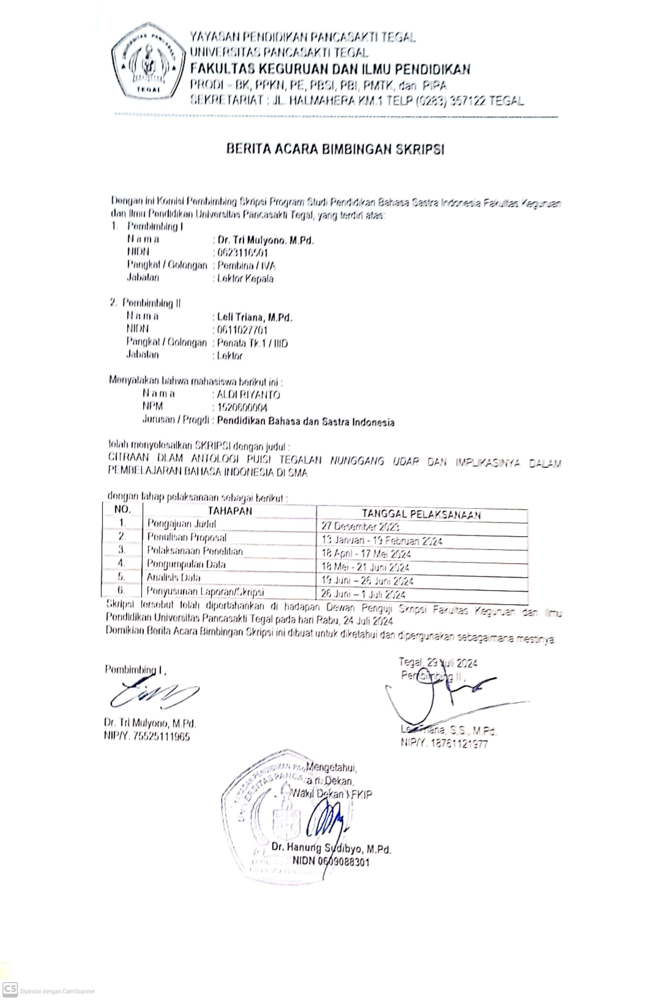 UNIVERSITAS PANCASAKTI
TEGAL
YAYASAN PENDIDIKAN PANCASAKTI TEGAL
UNIVERSITAS PANCASAKTI TEGAL
FAKULTAS KEGURUAN DAN ILMU PENDIDIKAN
PRODI – BK, PPKN, PE, PBSI, PBI, PMTK, dan PIPA
SEKRETARIAT : JL. HALMAHERA KM.1 TELP (0283) 357122 TEGAL
BERITA ACARA BIMBINGAN SKRIPSI
Dengan ini Komisi Pembimbing Skripsi Program Studi Pendidikan Bahasa Sastra Indonesia Fakultas Keguruan
dan Ilmu Pendidikan Universitas Pancasakti Tegal, yang terdiri atas:
1. Pembimbing I
N a m a : Dr. Tri Mulyono. M.Pd.
NIDN : 0623116501
Pangkat / Golongan : Pembina / IVA
Jabatan : Lektor Kepala
2. Pembimbing II
N a m a : Leli Triana, M.Pd.
NIDN : 0611027701
Pangkat / Golongan : Penata Tk.1 / IIID
Jabatan : Lektor
Menyatakan bahwa mahasiswa berikut ini :
N a m a : ALDI RIYANTO
NPM : 1520600004
Jurusan / Progdi : Pendidikan Bahasa dan Sastra Indonesia
telah menyelesaikan SKRIPSI dengan judul :
CITRAAN DLAM ANTOLOGI PUISI TEGALAN NUNGGANG UDAR DAN IMPLIKASINYA DALAM
PEMBELAJARAN BAHASA INDONESIA DI SMA
dengan tahap pelaksanaan sebagai berikut :
NO. TAHAPAN TANGGAL PELAKSANAAN
1. Pengajuan Judul 27 Desember 2023
2. Penulisan Proposal 13 Januari - 19 Februari 2024
3. Pelaksanaan Penelitian 18 April - 17 Mei 2024
4. Pengumpulan Data 18 Mei - 21 Juni 2024
5. Analisis Data 19 Juni – 26 Juni 2024
6. Penyusunan Laporan/Skripsi 26 Juni – 1 Juli 2024
Skripsi tersebut telah dipertahankan di hadapan Dewan Penguji Skripsi Fakultas Keguruan dan Ilmu
Pendidikan Universitas Pancasakti Tegal pada hari Rabu, 24 Juli 2024
Demikian Berita Acara Bimbingan Skripsi ini dibuat untuk diketahui dan dipergunakan sebagaimana mestinya.
Tegal, 29 Juli 2024
Pembimbing I , Pembimbing II ,
Dr. Tri Mulyono, M.Pd. Leli Triana, S,S., M.Pd.
NIP/Y. 75525111965 NIP/Y. 18761121977
YAYASAN PENDIDIKAN
UNIVERSITAS
Mengetahui,
a.n. Dekan,
Wakil Dekan I FKIP
Dr. Hanung Sudibyo, M.Pd.
NIDN 0609088301
CS Dipindai dengan CamScanner